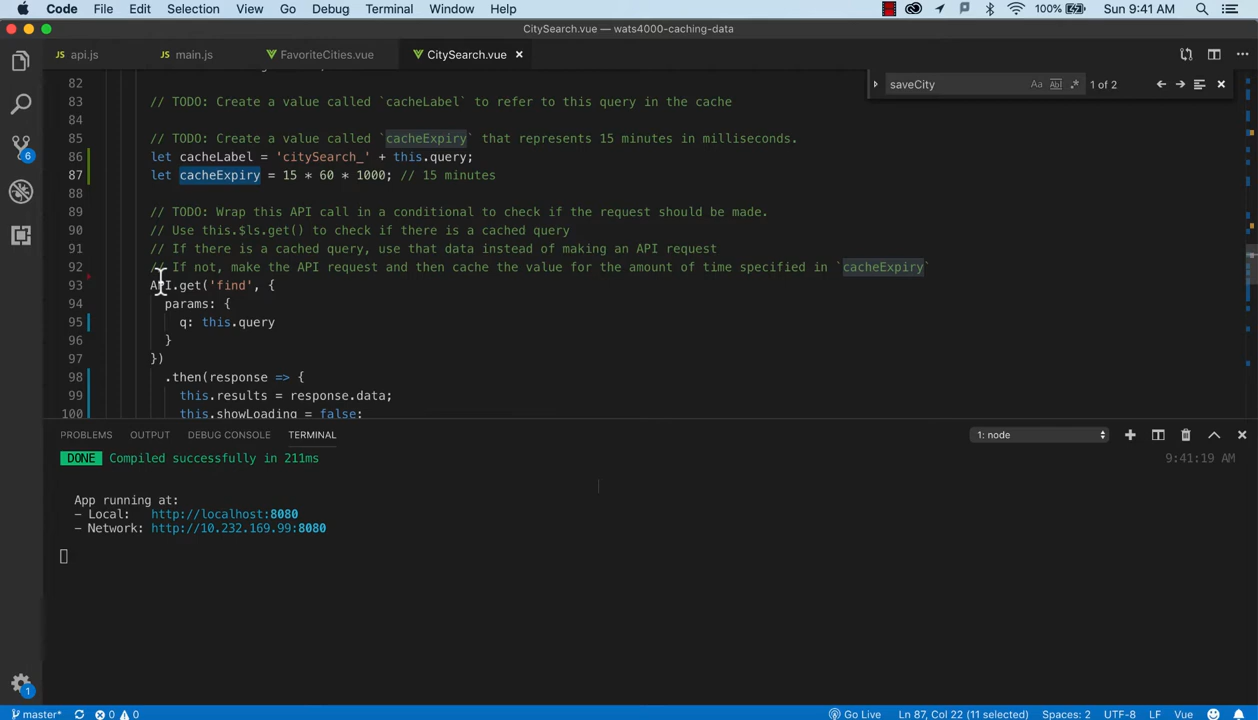 Code File Edit Selection View Go Debug Terminal Window Help 100% Sun 9:41 AM
CitySearch.vue — wats4000-caching-data
JS api.js JS main.js FavoriteCities.vue CitySearch.vue ×
saveCity Aa Abl .* 1 of 2
82
83 // TODO: Create a value called `cacheLabel` to refer to this query in the cache
84
85 // TODO: Create a value called `cacheExpiry` that represents 15 minutes in milliseconds.
86 let cacheLabel = 'citySearch_' + this.query;
87 let cacheExpiry = 15 * 60 * 1000; // 15 minutes
88
89 // TODO: Wrap this API call in a conditional to check if the request should be made.
90 // Use this.$ls.get() to check if there is a cached query
91 // If there is a cached query, use that data instead of making an API request
92 // If not, make the API request and then cache the value for the amount of time specified in `cacheExpiry`
93 API.get('find', {
94 params: {
95 q: this.query
96 }
97 })
98 .then(response => {
99 this.results = response.data;
100 this.showLoading = false;
PROBLEMS OUTPUT DEBUG CONSOLE TERMINAL 1: node
DONE Compiled successfully in 211ms 9:41:19 AM
App running at:
- Local: http://localhost:8080
- Network: http://10.232.169.99:8080
6
1
master* 0 0 Go Live Ln 87, Col 22 (11 selected) Spaces: 2 UTF-8 LF Vue